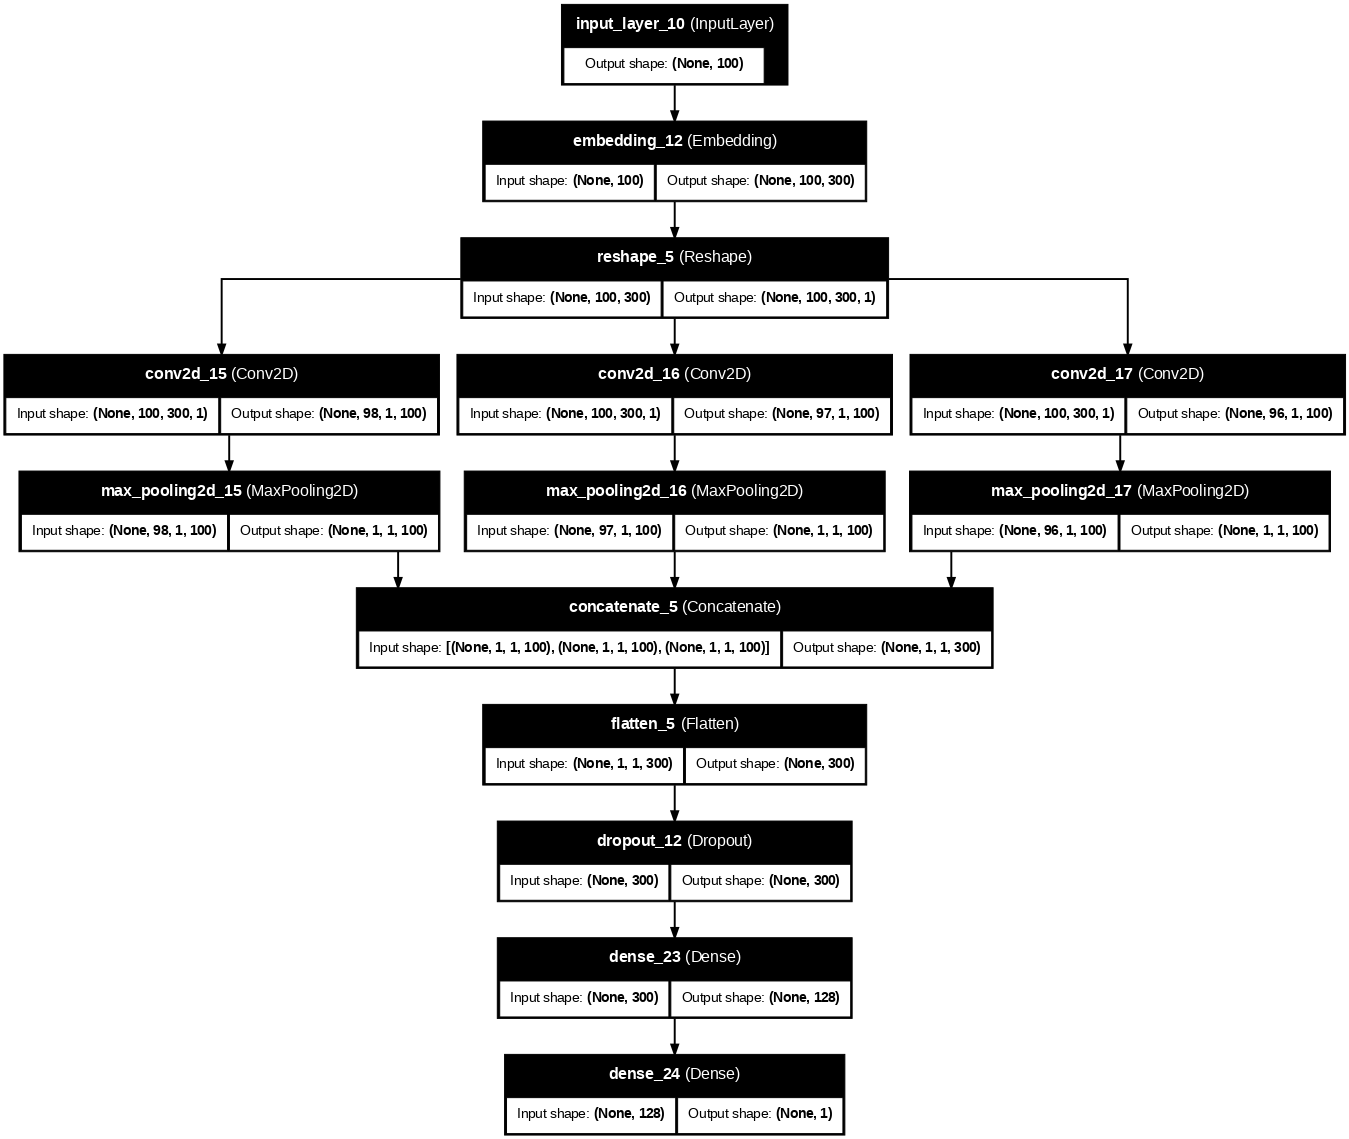 input_layer_10 (InputLayer)
Output shape: (None, 100)
embedding_12 (Embedding)
Input shape: (None, 100) Output shape: (None, 100, 300)
reshape_5 (Reshape)
Input shape: (None, 100, 300) Output shape: (None, 100, 300, 1)
conv2d_15 (Conv2D)
Input shape: (None, 100, 300, 1) Output shape: (None, 98, 1, 100)
conv2d_16 (Conv2D)
Input shape: (None, 100, 300, 1) Output shape: (None, 97, 1, 100)
conv2d_17 (Conv2D)
Input shape: (None, 100, 300, 1) Output shape: (None, 96, 1, 100)
max_pooling2d_15 (MaxPooling2D)
Input shape: (None, 98, 1, 100) Output shape: (None, 1, 1, 100)
max_pooling2d_16 (MaxPooling2D)
Input shape: (None, 97, 1, 100) Output shape: (None, 1, 1, 100)
max_pooling2d_17 (MaxPooling2D)
Input shape: (None, 96, 1, 100) Output shape: (None, 1, 1, 100)
concatenate_5 (Concatenate)
Input shape: [(None, 1, 1, 100), (None, 1, 1, 100), (None, 1, 1, 100)] Output shape: (None, 1, 1, 300)
flatten_5 (Flatten)
Input shape: (None, 1, 1, 300) Output shape: (None, 300)
dropout_12 (Dropout)
Input shape: (None, 300) Output shape: (None, 300)
dense_23 (Dense)
Input shape: (None, 300) Output shape: (None, 128)
dense_24 (Dense)
Input shape: (None, 128) Output shape: (None, 1)